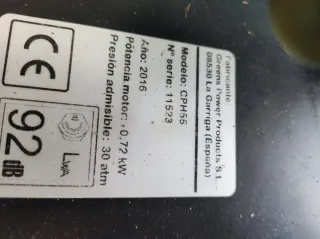 Fabricante.
Greens Power Products S.L.
08530 La Garriga (España)
Modelo: CPH55
Nº serie: 11523
Año: 2016
Potencia motor: 0.72 kW
Presión admisible: 30 atm
CE
LWA
92 dB